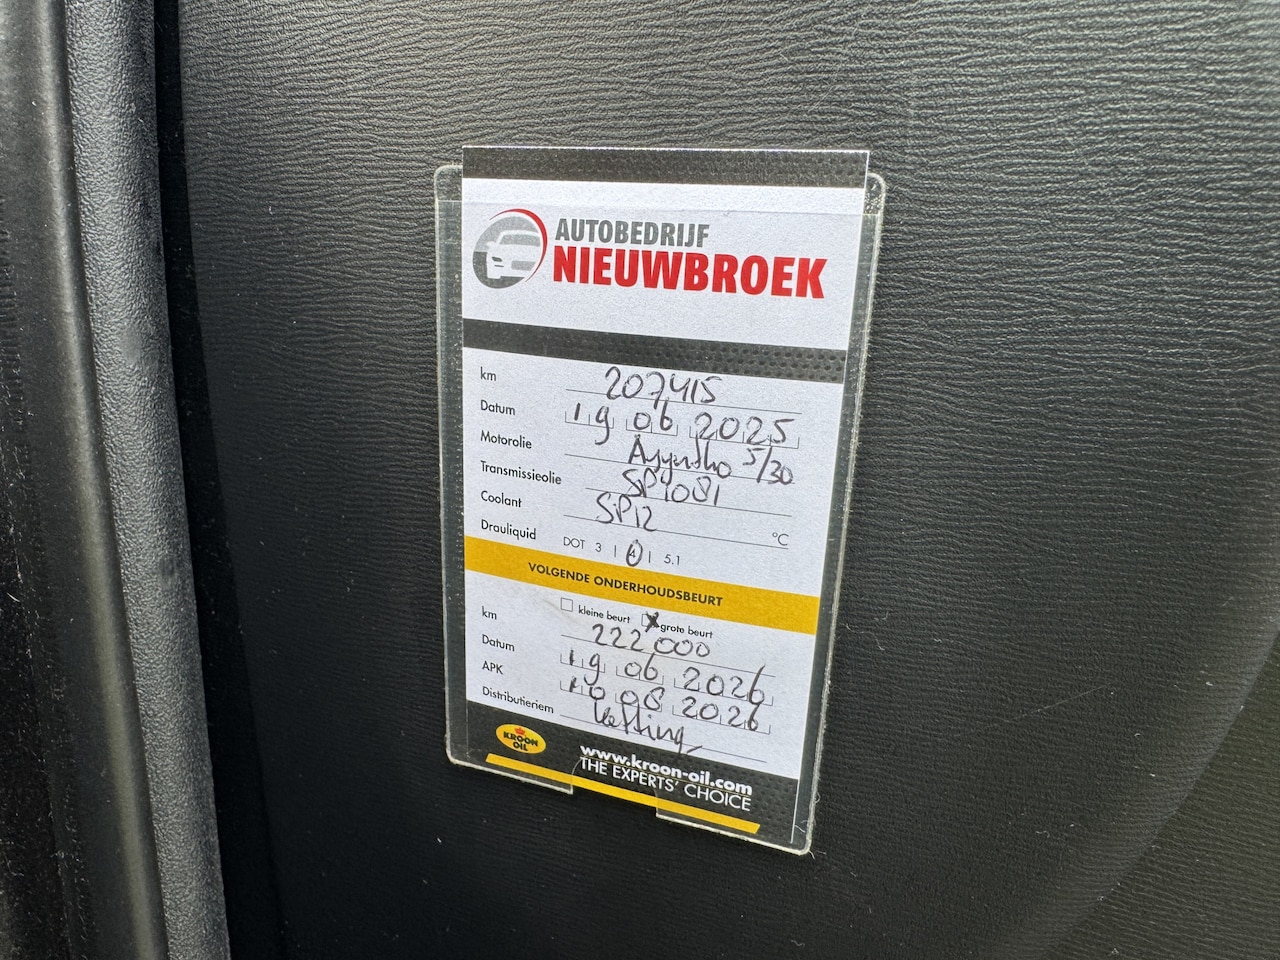 AUTOBEDRIJF
NIEUWBROEK
km 207415
Datum 19 06 2025
Motorolie Asyntho 5/30
Transmissieolie SP1081
Coolant SP12 °C
Drauliquid DOT 3 | 4 | 5.1
VOLGENDE ONDERHOUDSBEURT
kleine beurt x grote beurt
km 222000
Datum 19 06 2026
APK 10 08 2026
Distributieriem ketting
KROON OIL
www.kroon-oil.com
THE EXPERTS' CHOICE